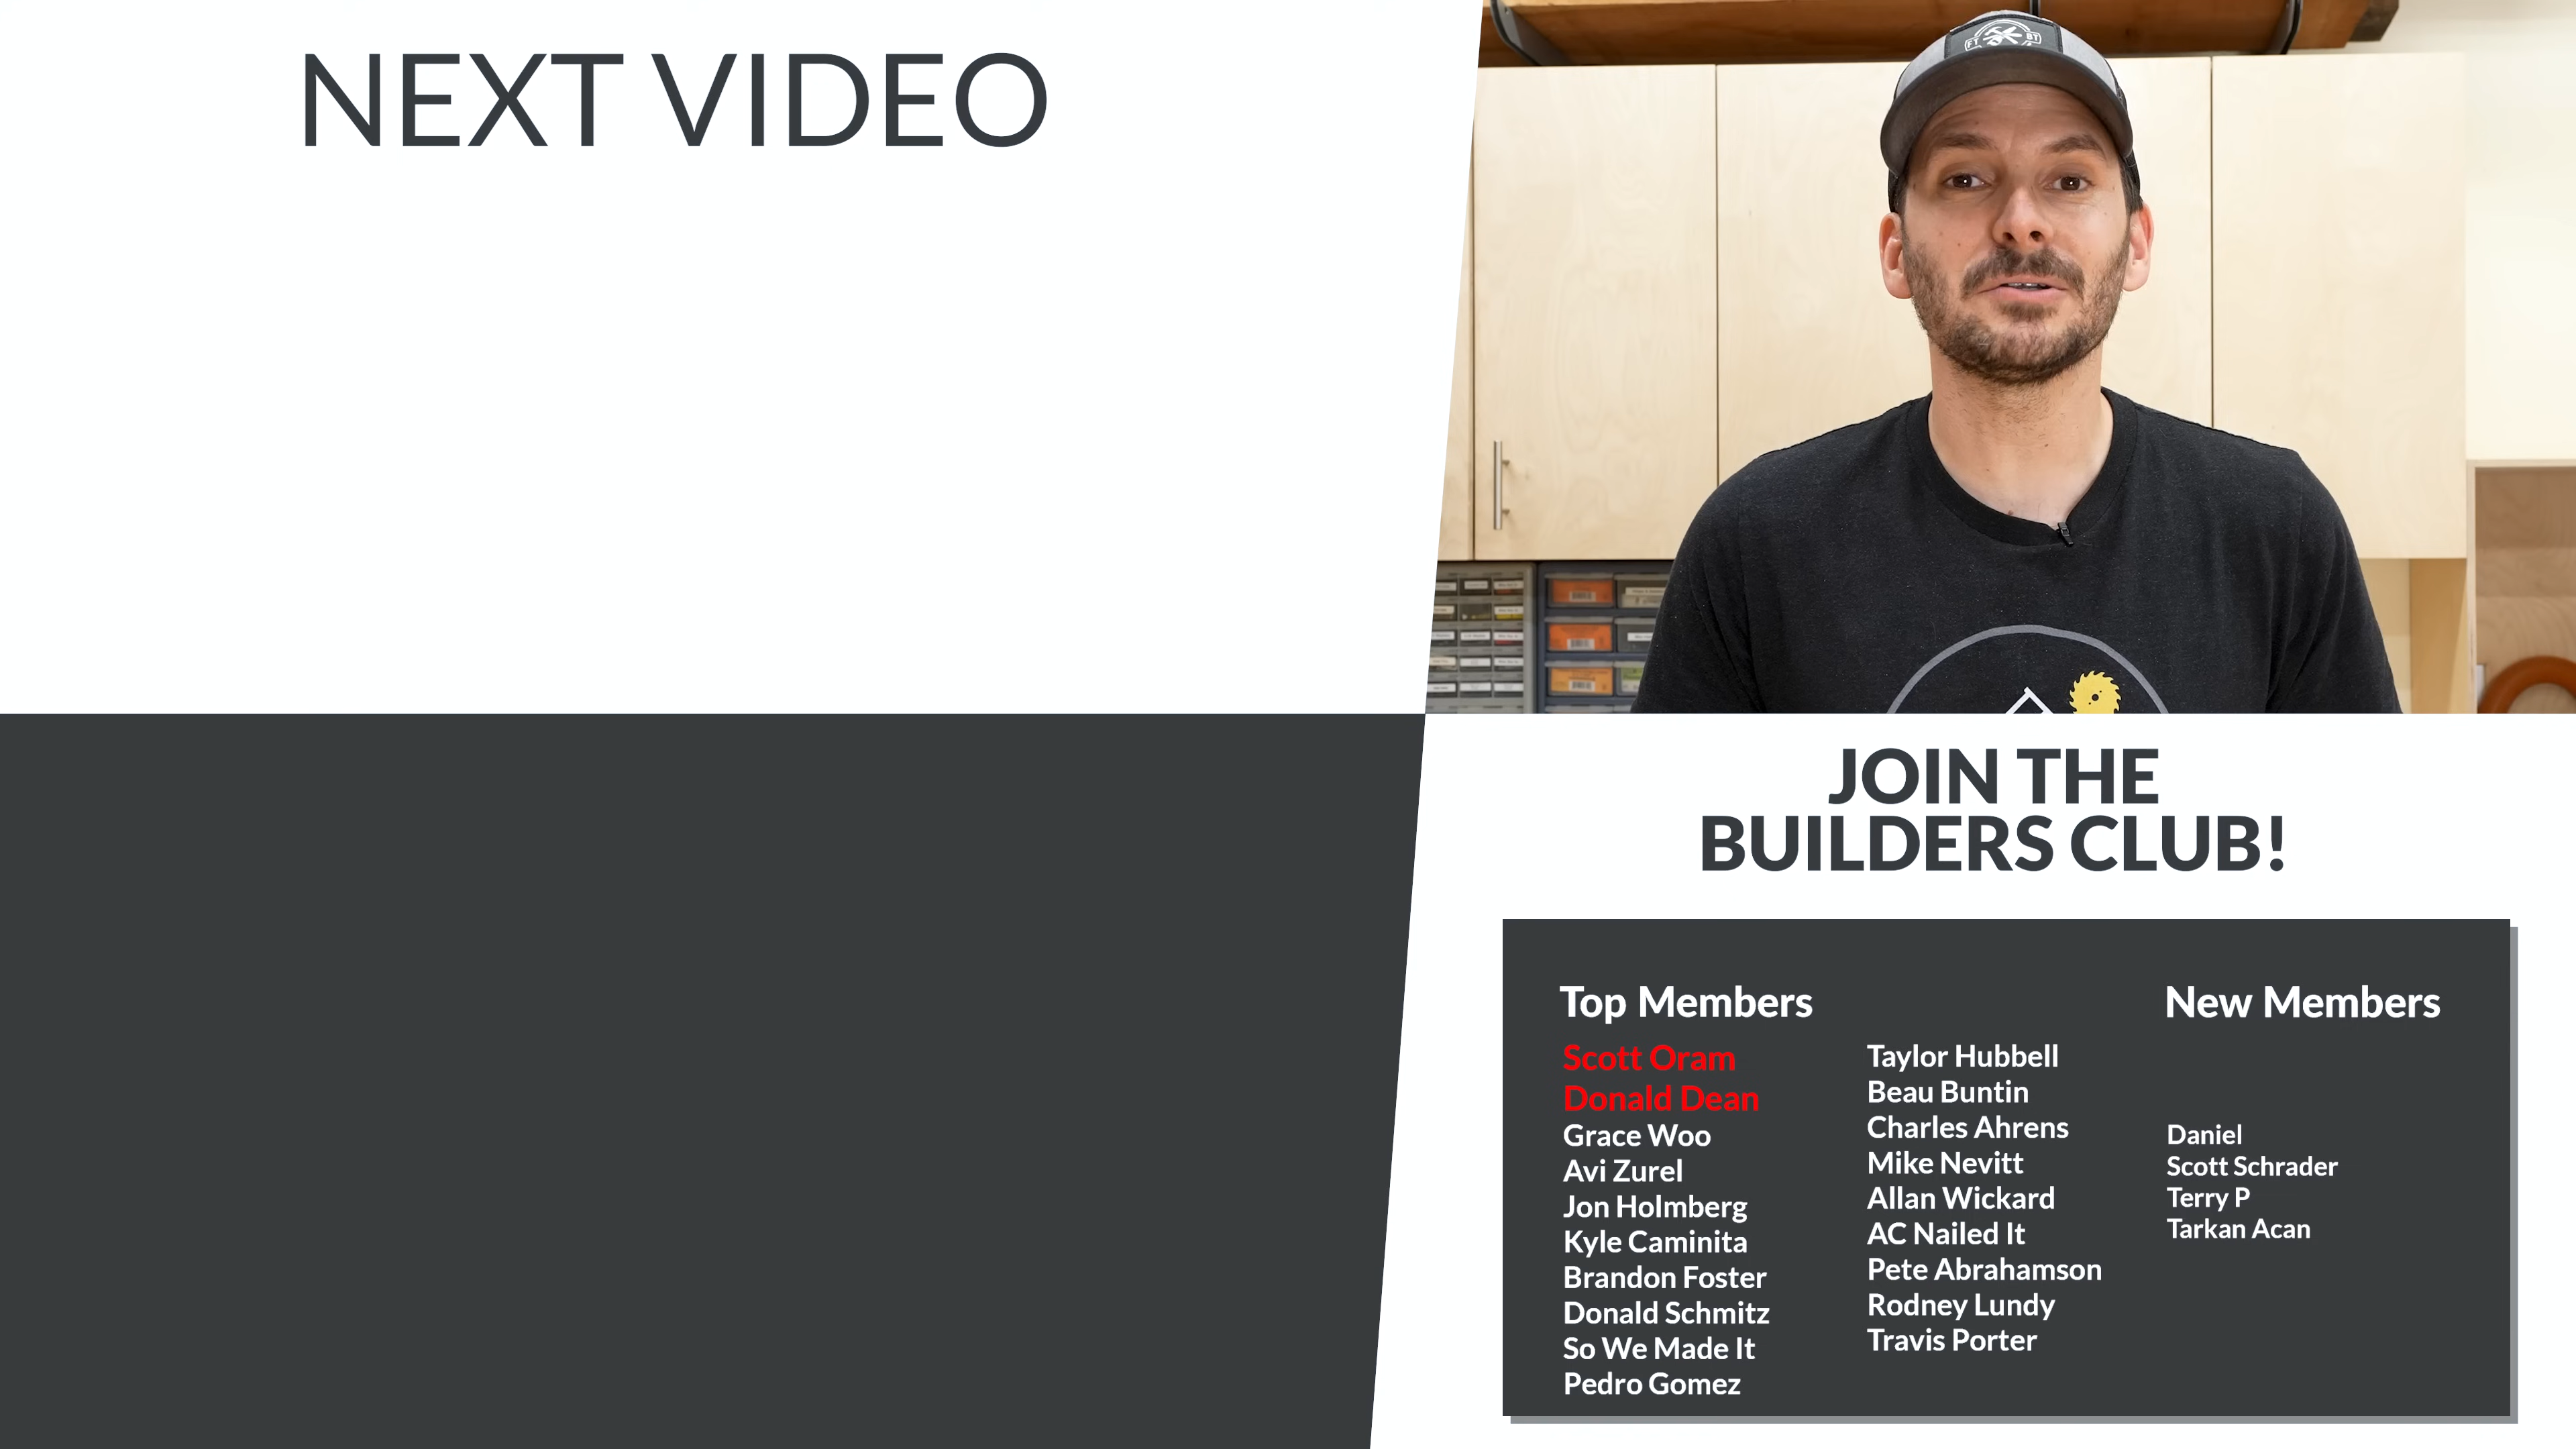 NEXT VIDEO
FT BT
JOIN THE
BUILDERS CLUB!
Top Members
Scott Oram
Donald Dean
Grace Woo
Avi Zurel
Jon Holmberg
Kyle Caminita
Brandon Foster
Donald Schmitz
So We Made It
Pedro Gomez
Taylor Hubbell
Beau Buntin
Charles Ahrens
Mike Nevitt
Allan Wickard
AC Nailed It
Pete Abrahamson
Rodney Lundy
Travis Porter
New Members
Daniel
Scott Schrader
Terry P
Tarkan Acan